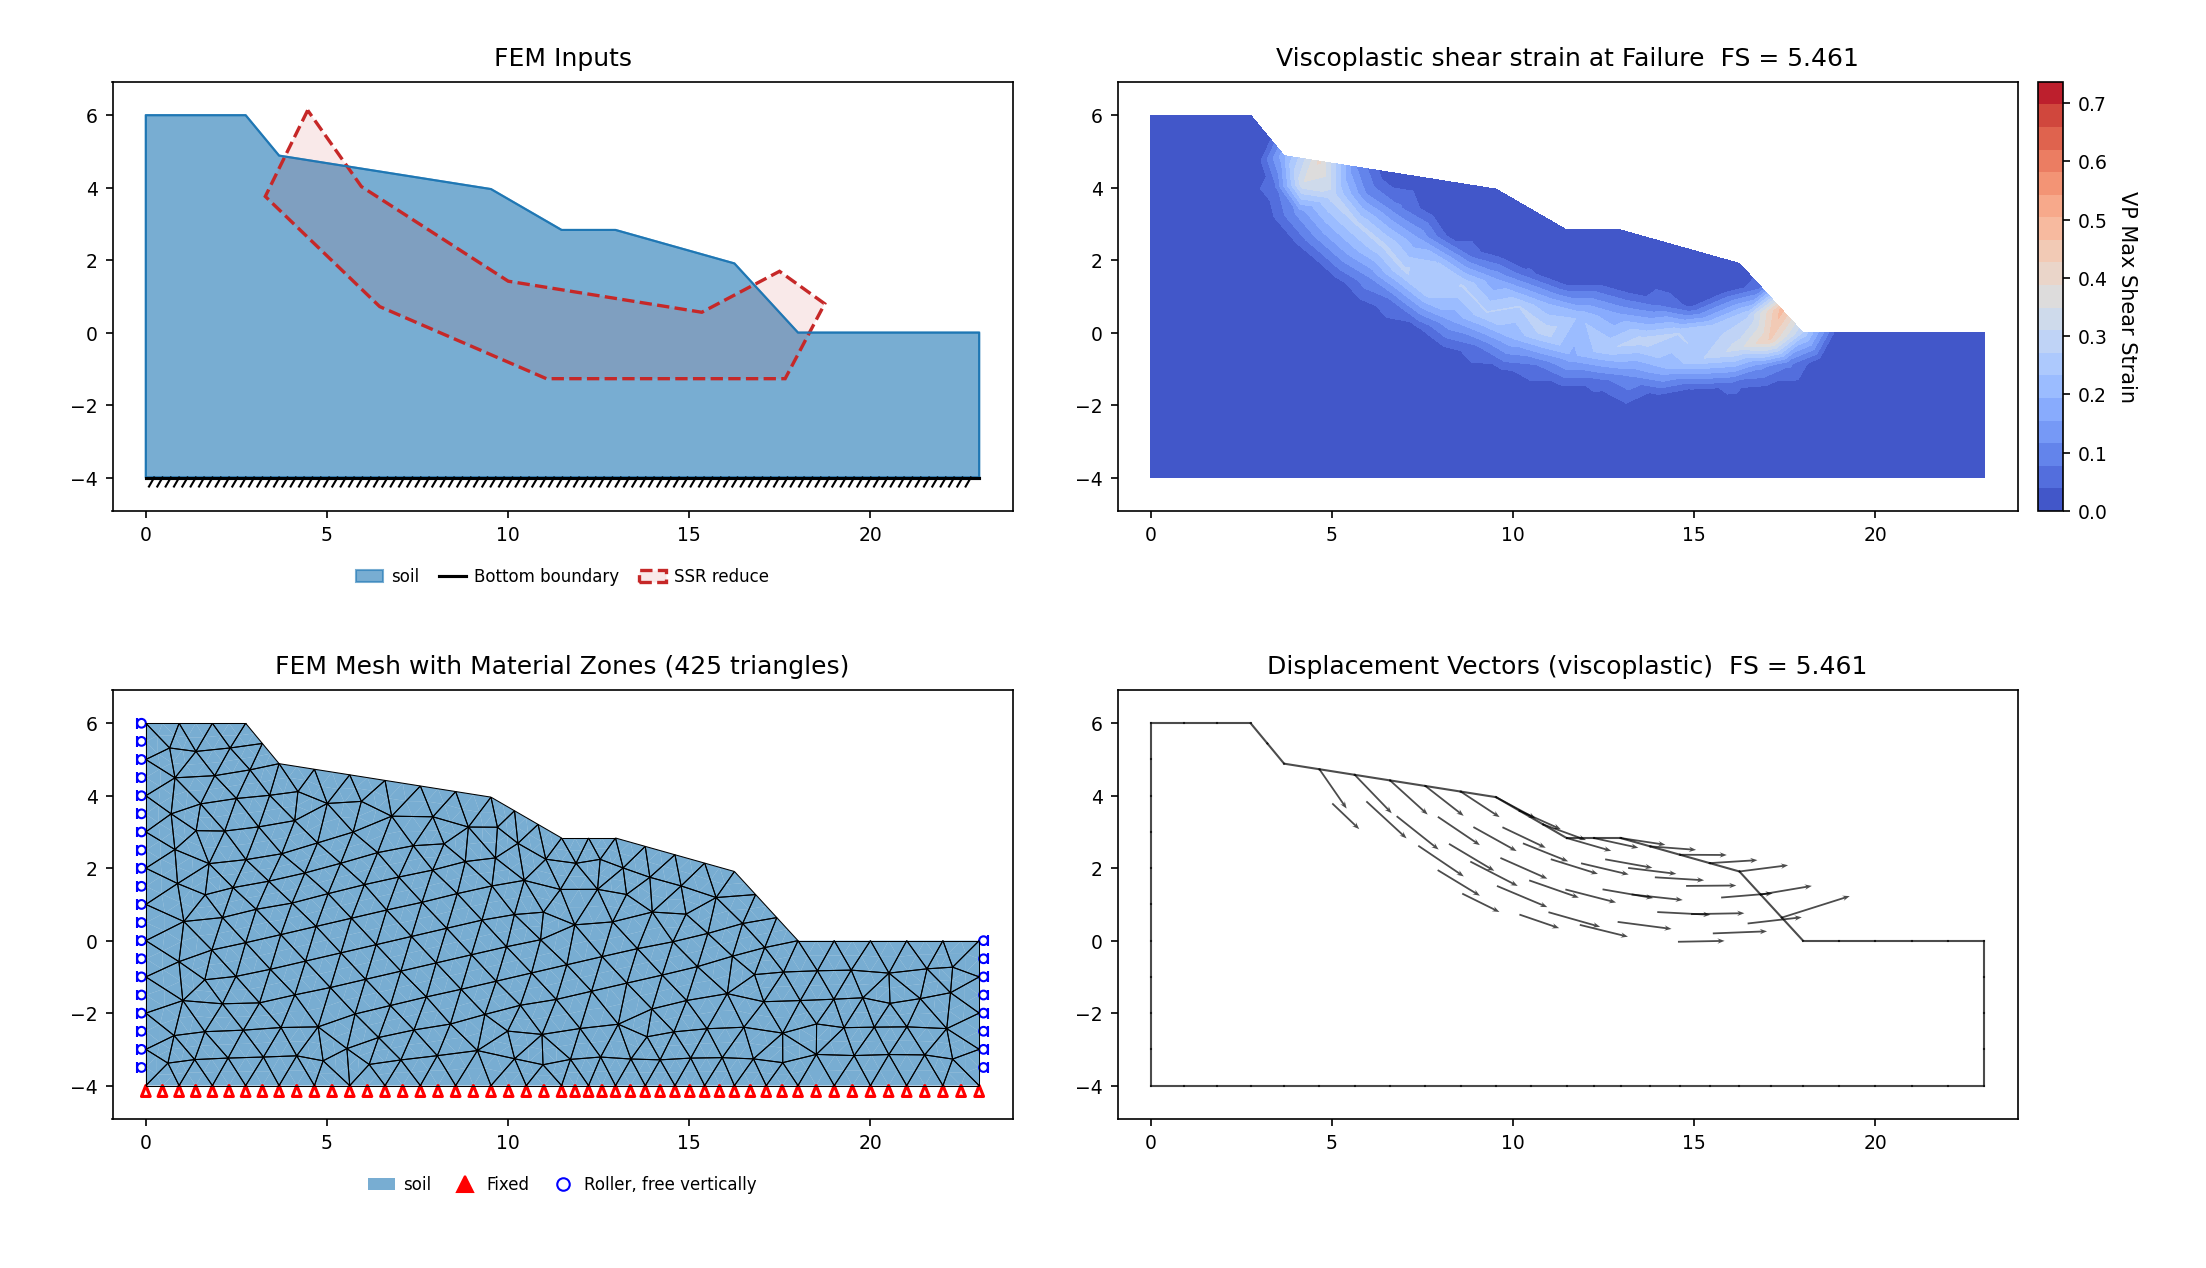 FEM Inputs
6
4
2
0
−2
−4
0 5 10 15 20
soil Bottom boundary SSR reduce
Viscoplastic shear strain at Failure FS = 5.461
6
4
2
0
−2
−4
0 5 10 15 20
0.7
0.6
0.5
0.4
0.3
0.2
0.1
0.0
VP Max Shear Strain
FEM Mesh with Material Zones (425 triangles)
6
4
2
0
−2
−4
0 5 10 15 20
soil Fixed Roller, free vertically
Displacement Vectors (viscoplastic) FS = 5.461
6
4
2
0
−2
−4
0 5 10 15 20